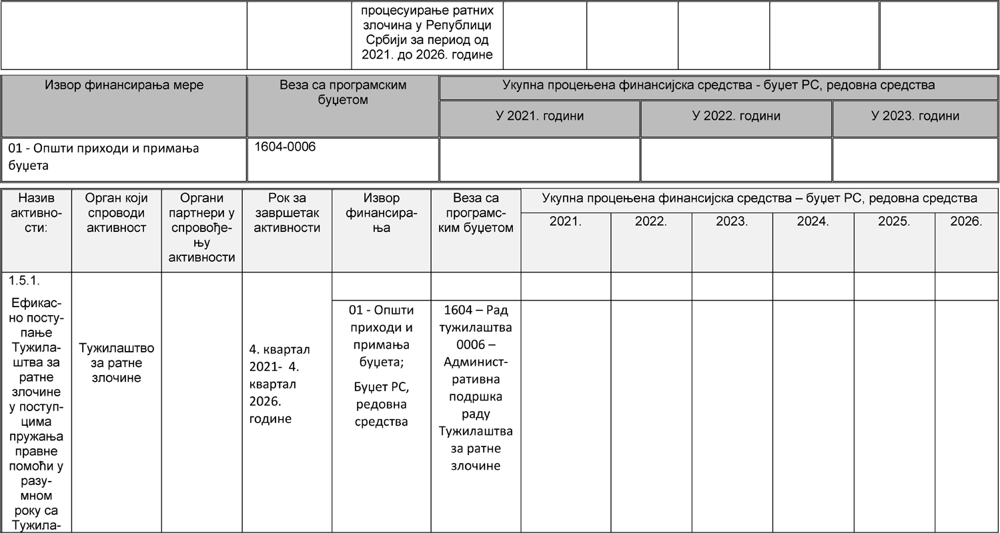 процесуирање ратних
злочина у Републици
Србији за период од
2021. до 2026. године
Извор финансирања мере
Веза са програмским
буџетом
Укупна процењена финансијска средства - буџет РС, редовна средства
У 2021. години
У 2022. години
У 2023. години
01 - Општи приходи и примања
буџета
1604-0006
Назив
активно-
сти:
Орган који
спроводи
активност
Органи
партнери у
спровође-
њу
активности
Рок за
завршетак
активности
Извор
финансира-
ња
Веза са
програмс-
ким буџетом
Укупна процењена финансијска средства – буџет РС, редовна средства
2021.
2022.
2023.
2024.
2025.
2026.
1.5.1.
Ефикас-
но посту-
пање
Тужила-
штва за
ратне
злочине
у поступ-
цима
пружања
правне
помоћи у
разу-
мном
року са
Тужила-
Тужилаштво
за ратне
злочине
4. квартал
2021- 4.
квартал
2026.
године
01 - Општи
приходи и
примања
буџета;
Буџет РС,
редовна
средства
1604 – Рад
тужилаштва
0006 –
Админист-
ративна
подршка
раду
Тужилаштва
за ратне
злочине